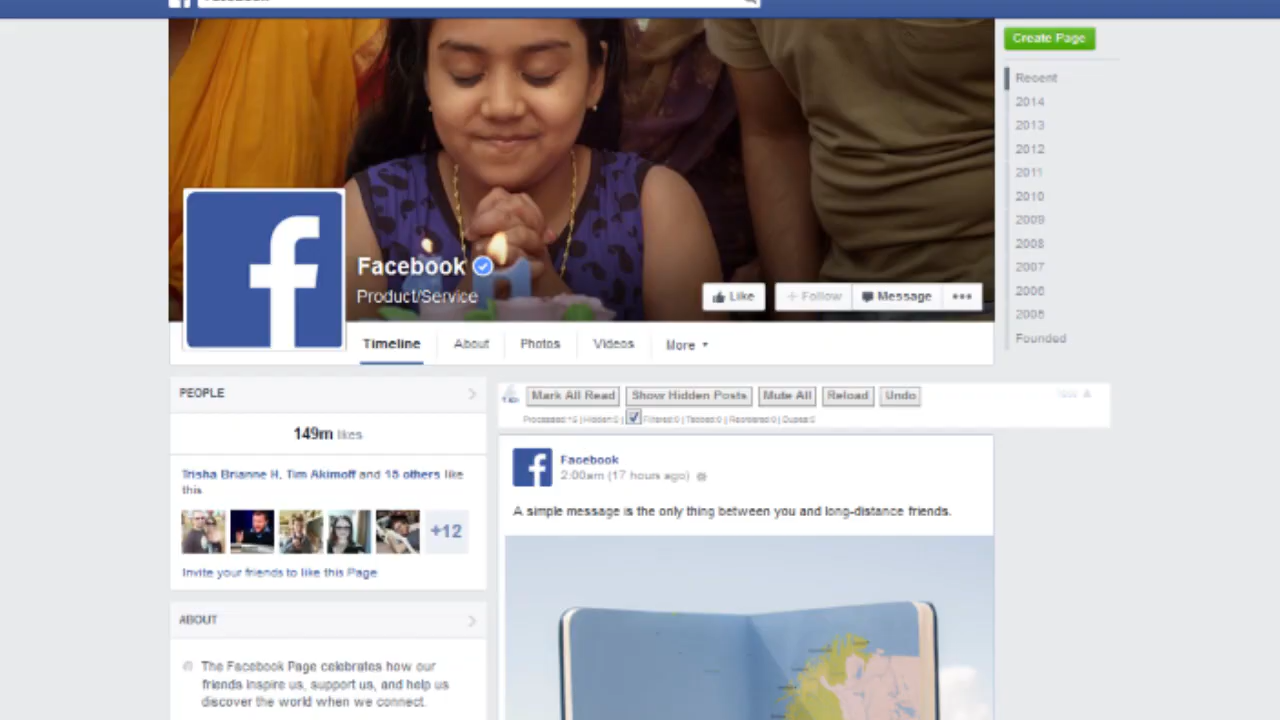 Create Page
Recent
2014
2013
2012
2011
2010
2009
2008
2007
2006
2005
Founded
Facebook
Product/Service
Like
+ Follow
Message
Timeline
About
Photos
Videos
More
PEOPLE
149m likes
Trisha Brianne H, Tim Akimoff and 15 others like
this
+12
Invite your friends to like this Page
ABOUT
The Facebook Page celebrates how our
friends inspire us, support us, and help us
discover the world when we connect.
Mark All Read
Show Hidden Posts
Mute All
Reload
Undo
Facebook
2:00am (17 hours ago)
A simple message is the only thing between you and long-distance friends.